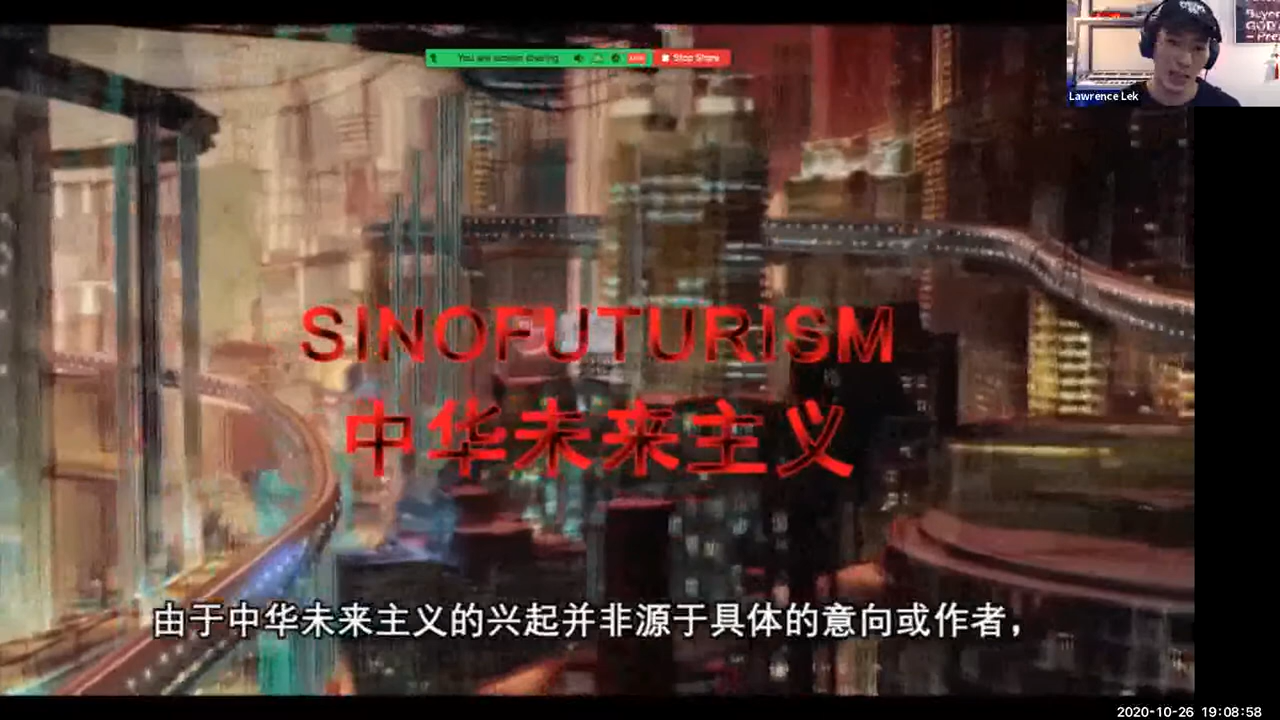 You are screen sharing
LIVE
Stop Share
Lawrence Lek
SINOFUTURISM
中华未来主义
由于中华未来主义的兴起并非源于具体的意向或作者，
2020-10-26 19:08:58